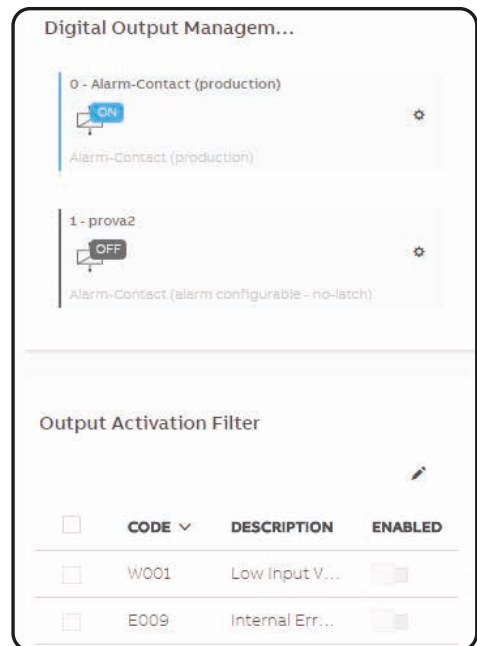 Digital Output Managem...
0 - Alarm-Contact (production)
ON
Alarm-Contact (production)
1 - prova2
OFF
Alarm-Contact (alarm configurable - no-latch)
Output Activation Filter
CODE DESCRIPTION ENABLED
W001 Low Input V...
E009 Internal Err...